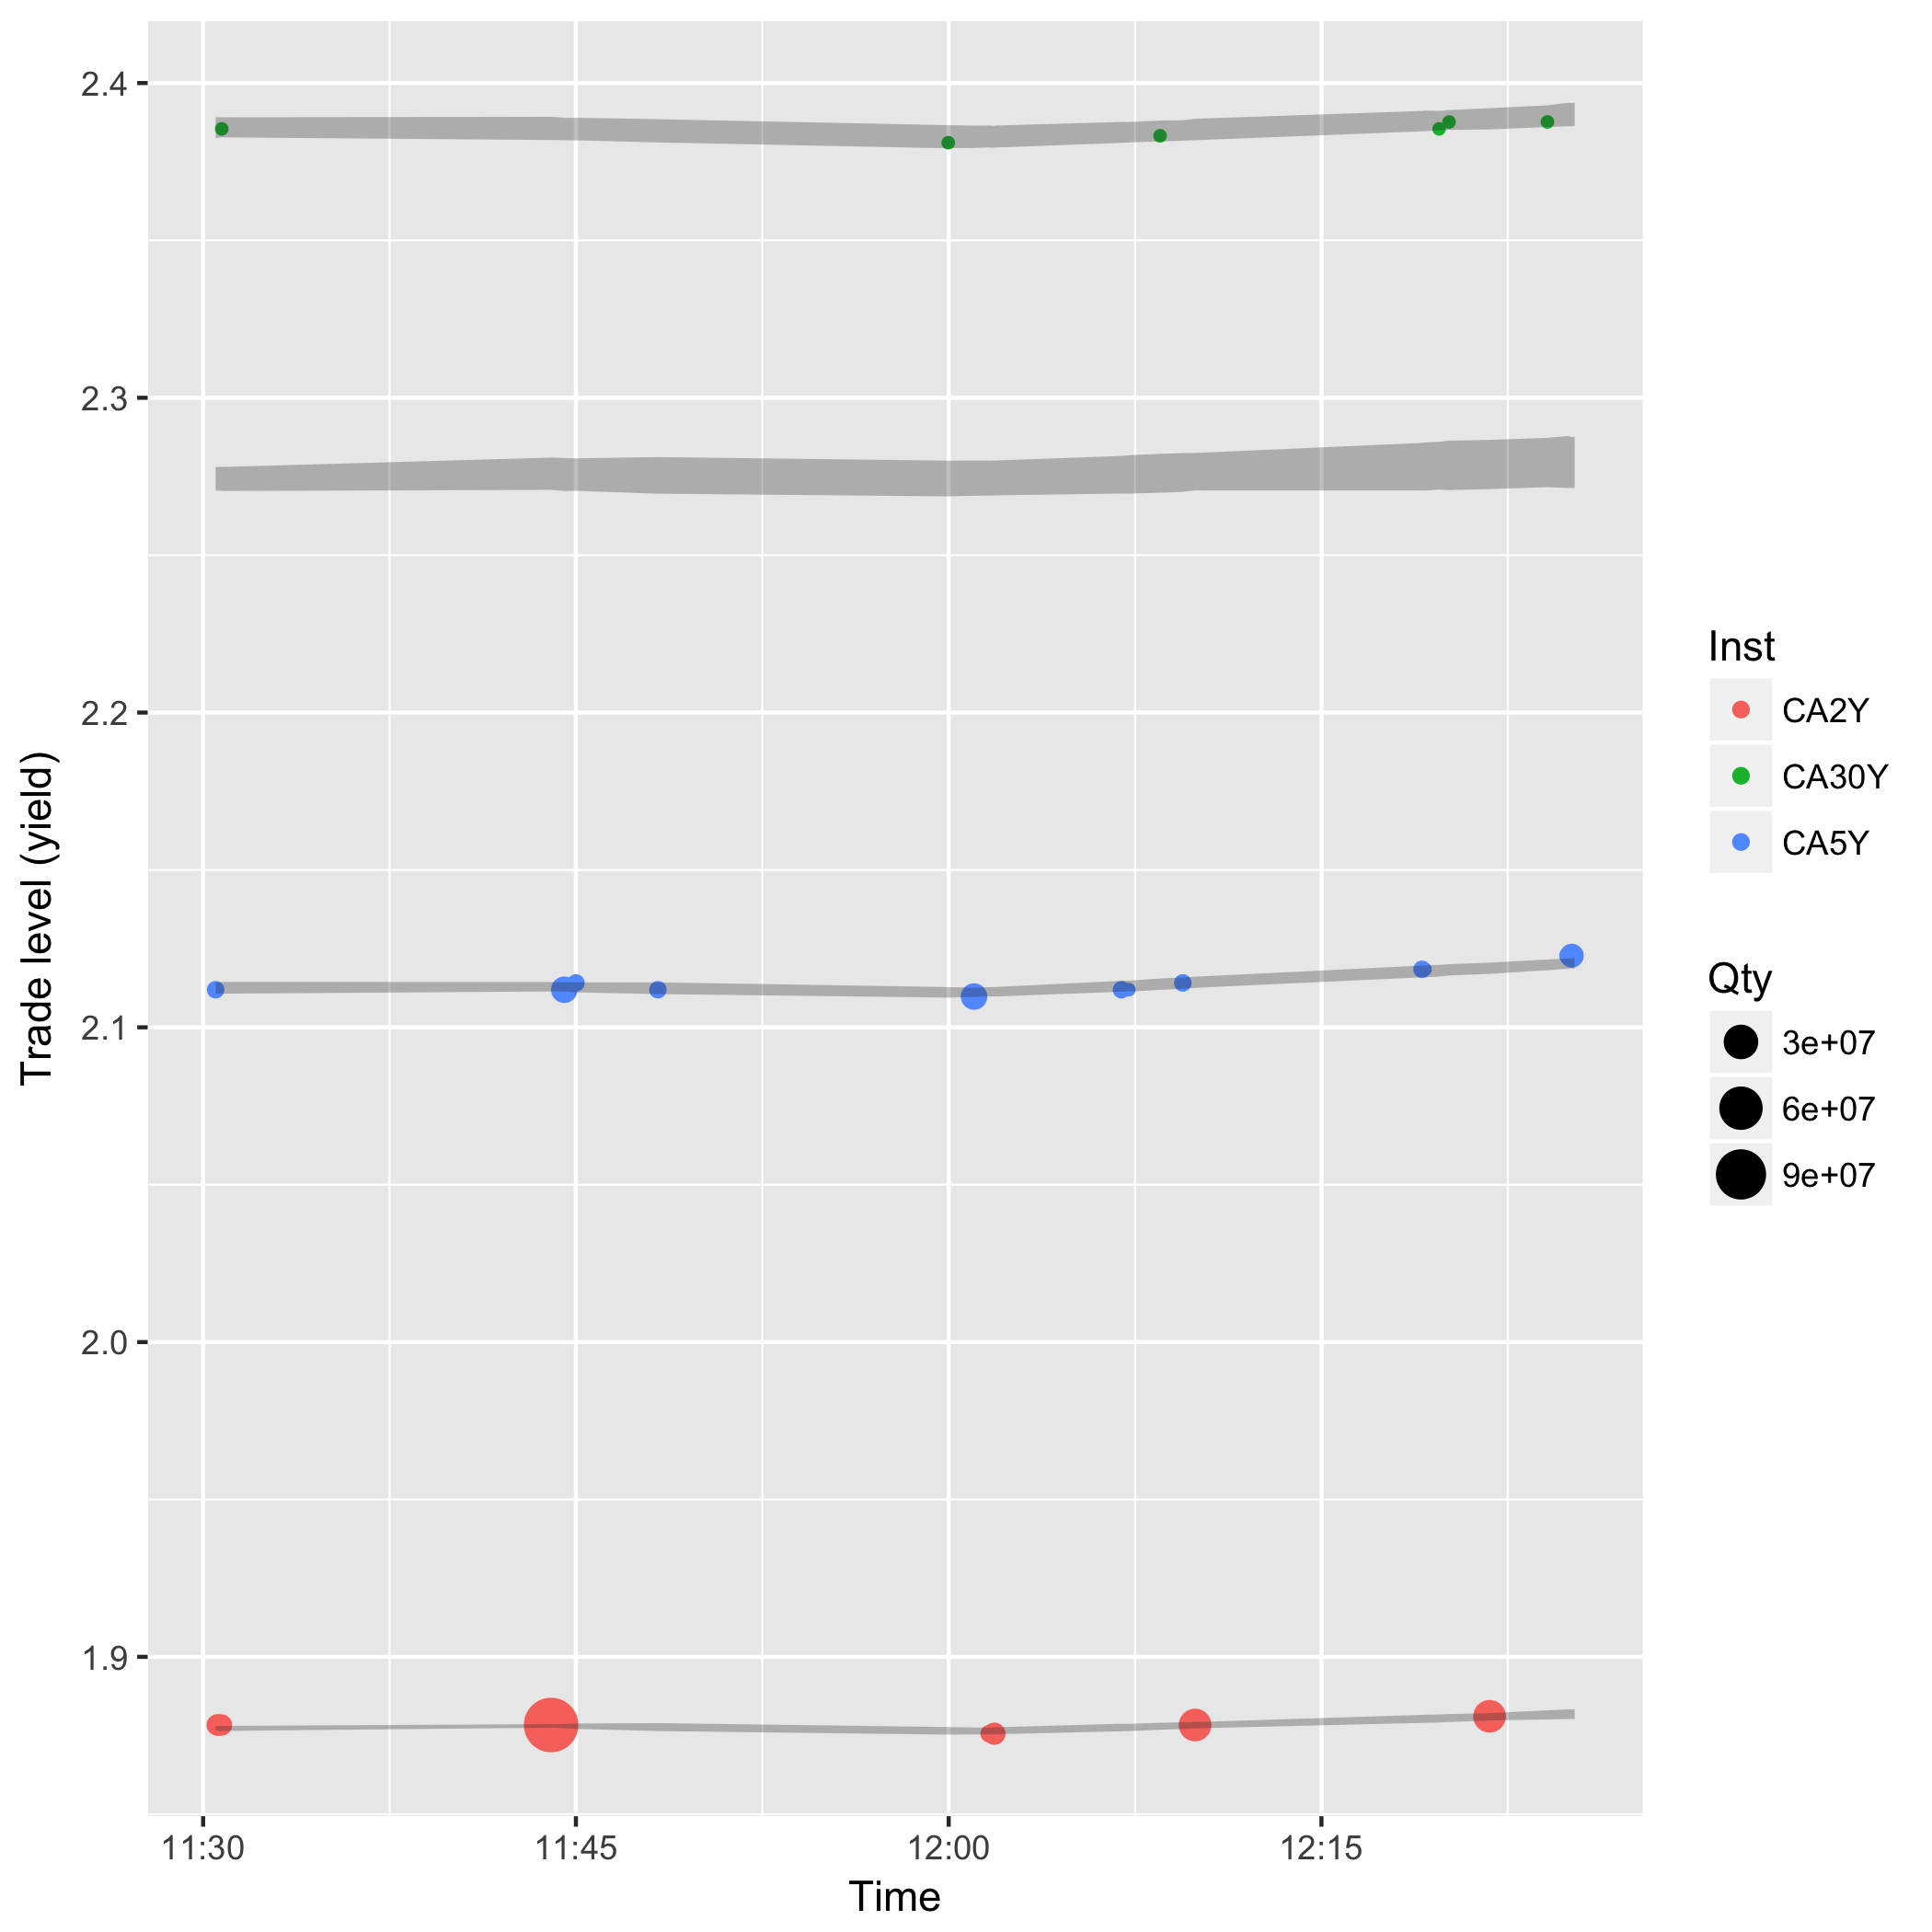 2.4
2.3
2.2
2.1
2.0
1.9
Trade level (yield)
11:30
11:45
12:00
12:15
Time
Inst
CA2Y
CA30Y
CA5Y
Qty
3e+07
6e+07
9e+07